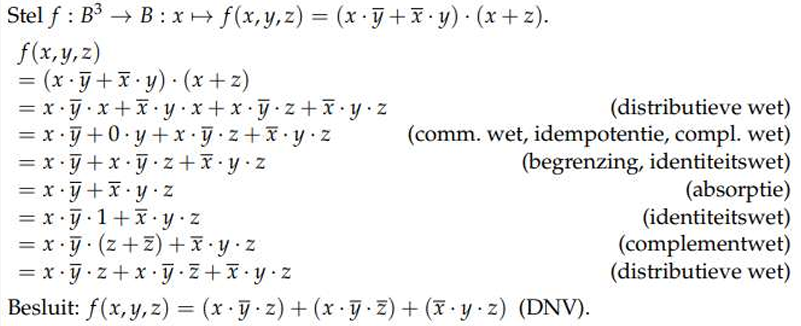 Stel f : B³ → B : x ↦ f(x,y,z) = (x · y̅ + x̅ · y) · (x + z).
f(x,y,z)
= (x · y̅ + x̅ · y) · (x + z)
= x · y̅ · x + x̅ · y · x + x · y̅ · z + x̅ · y · z (distributieve wet)
= x · y̅ + 0 · y + x · y̅ · z + x̅ · y · z (comm. wet, idempotentie, compl. wet)
= x · y̅ + x · y̅ · z + x̅ · y · z (begrenzing, identiteitswet)
= x · y̅ + x̅ · y · z (absorptie)
= x · y̅ · 1 + x̅ · y · z (identiteitswet)
= x · y̅ · (z + z̅) + x̅ · y · z (complementwet)
= x · y̅ · z + x · y̅ · z̅ + x̅ · y · z (distributieve wet)
Besluit: f(x,y,z) = (x · y̅ · z) + (x · y̅ · z̅) + (x̅ · y · z) (DNV).